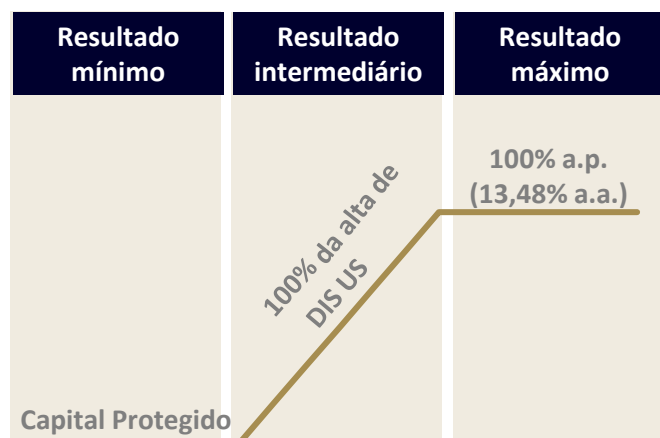 Resultado
mínimo
Resultado
intermediário
Resultado
máximo
100% a.p.
(13,48% a.a.)
100% da alta de
DIS US
Capital Protegido